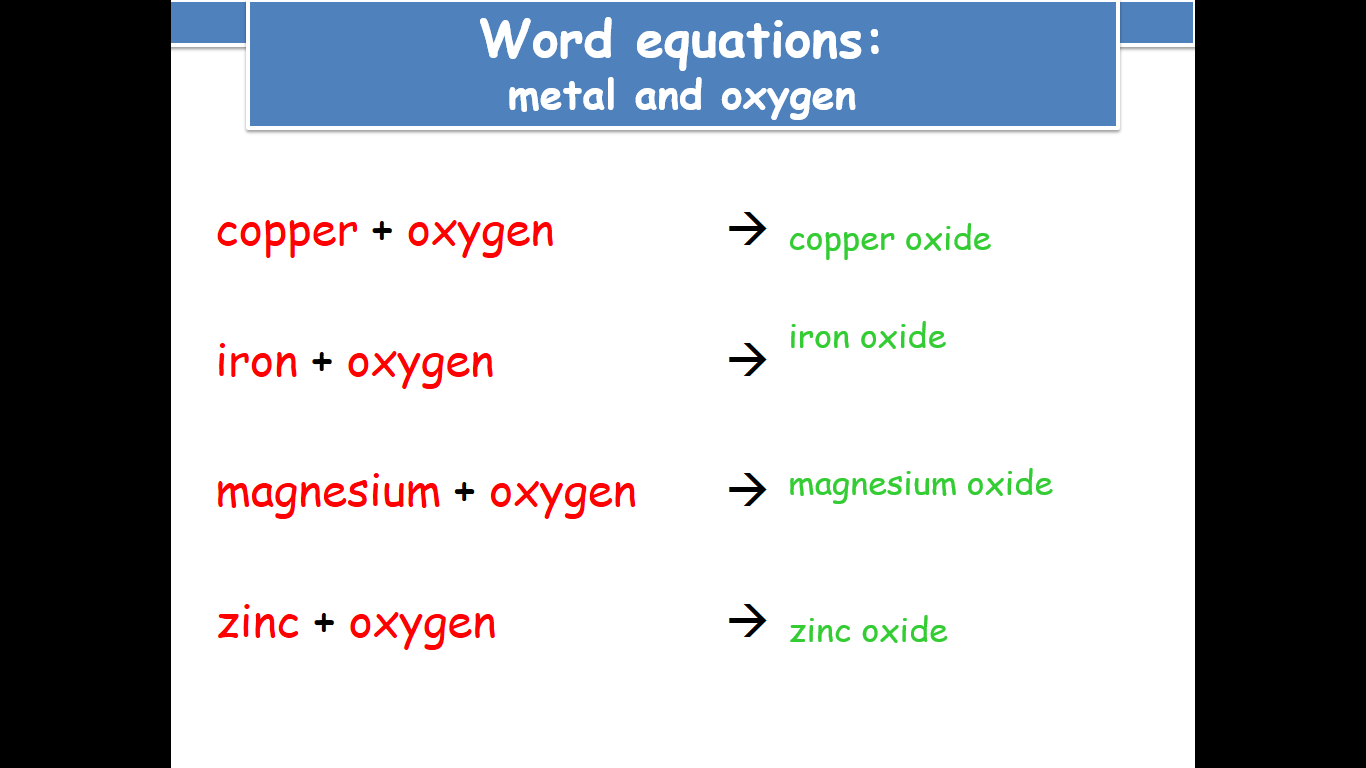 Word equations:
metal and oxygen
copper + oxygen → copper oxide
iron + oxygen → iron oxide
magnesium + oxygen → magnesium oxide
zinc + oxygen → zinc oxide